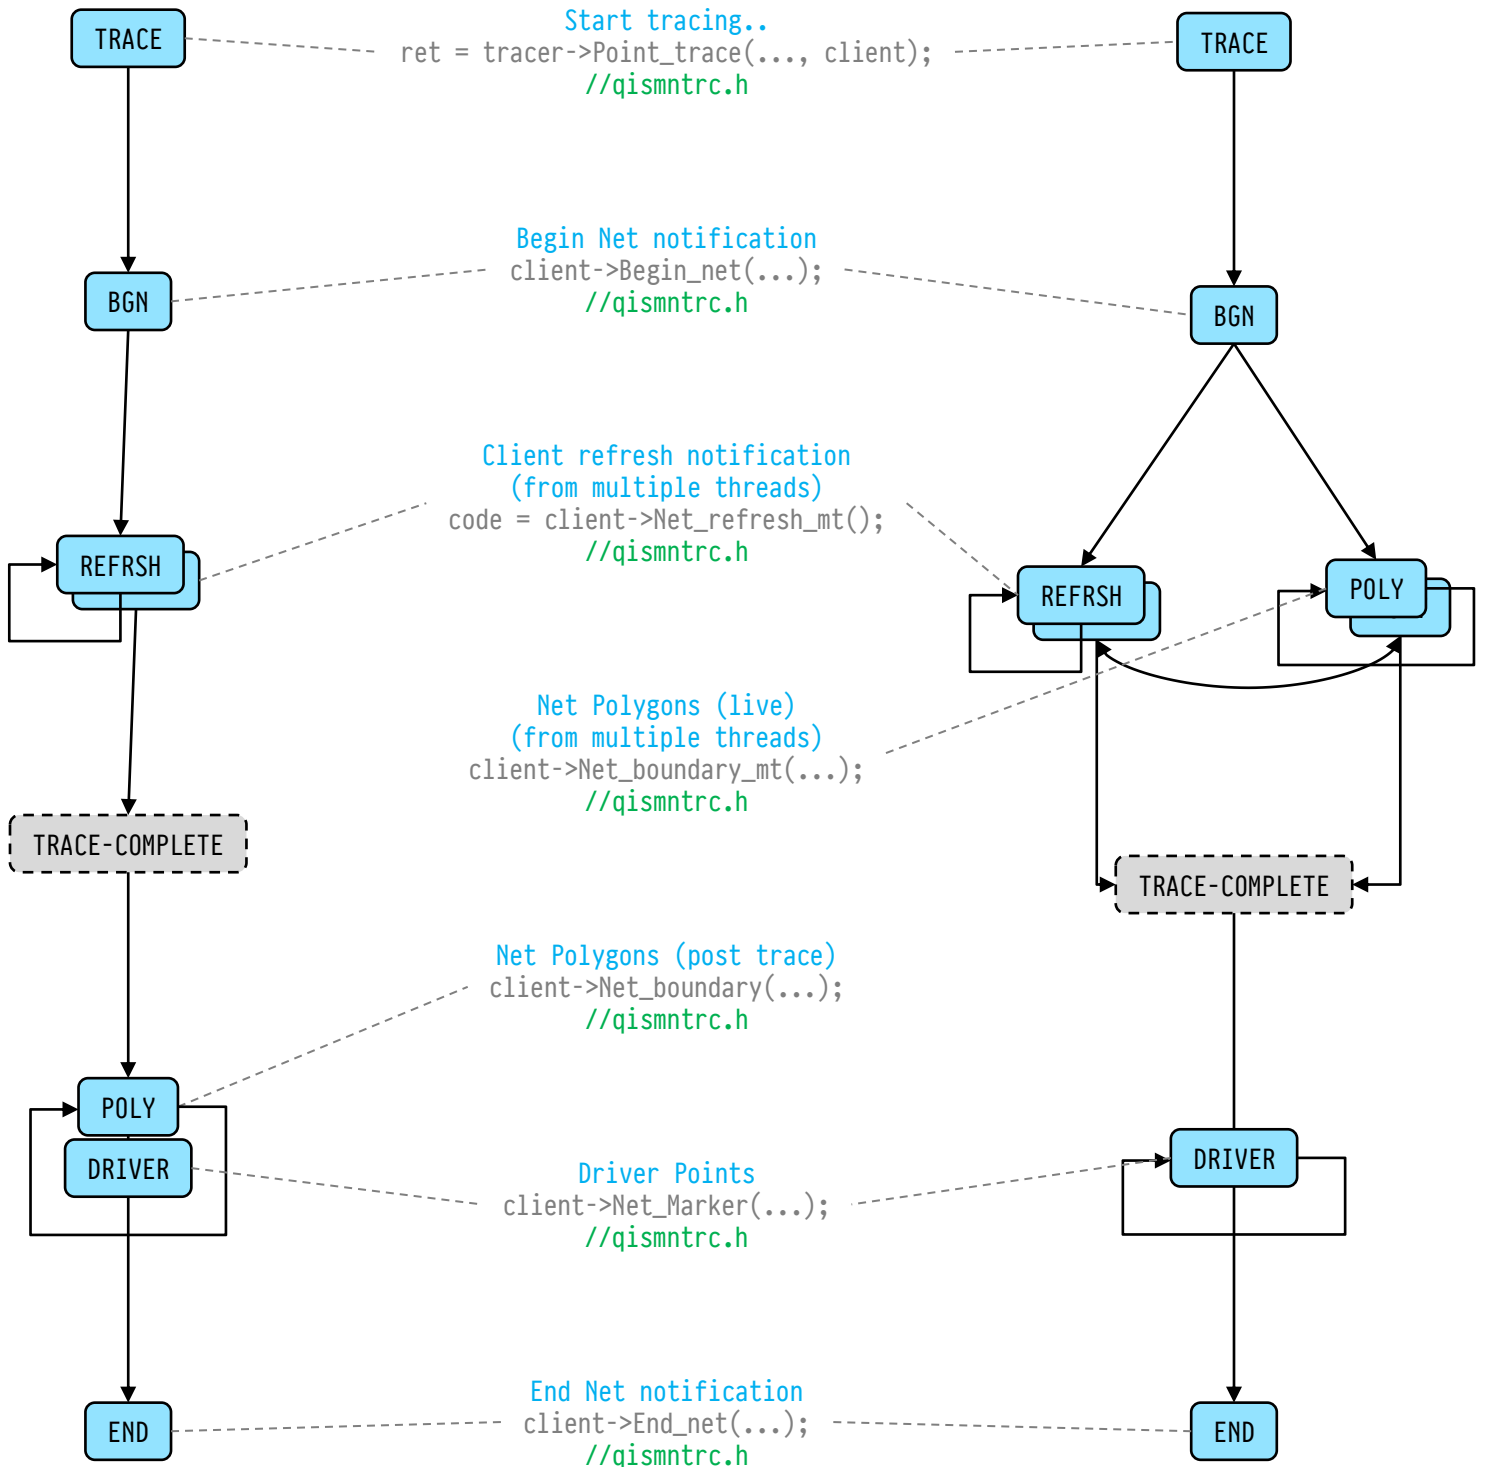 TRACE
Start tracing..
ret = tracer->Point_trace(..., client);
//qismntrc.h
TRACE
BGN
Begin Net notification
client->Begin_net(...);
//qismntrc.h
BGN
REFRSH
Client refresh notification
(from multiple threads)
code = client->Net_refresh_mt();
//qismntrc.h
REFRSH
POLY
Net Polygons (live)
(from multiple threads)
client->Net_boundary_mt(...);
//qismntrc.h
TRACE-COMPLETE
TRACE-COMPLETE
Net Polygons (post trace)
client->Net_boundary(...);
//qismntrc.h
POLY
DRIVER
Driver Points
client->Net_Marker(...);
//qismntrc.h
DRIVER
END
End Net notification
client->End_net(...);
//qismntrc.h
END